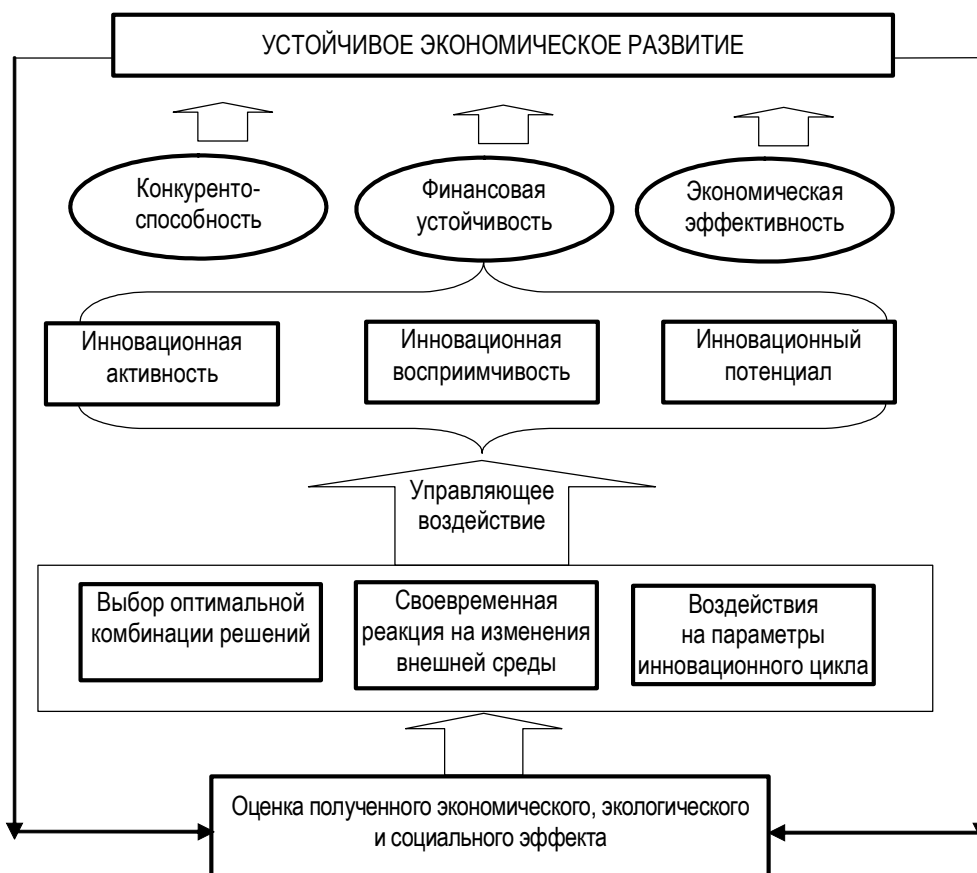 УСТОЙЧИВОЕ ЭКОНОМИЧЕСКОЕ РАЗВИТИЕ
Конкуренто-
способность
Финансовая
устойчивость
Экономическая
эффективность
Инновационная
активность
Инновационная
восприимчивость
Инновационный
потенциал
Управляющее
воздействие
Выбор оптимальной
комбинации решений
Своевременная
реакция на изменения
внешней среды
Воздействия
на параметры
инновационного цикла
Оценка полученного экономического, экологического
и социального эффекта